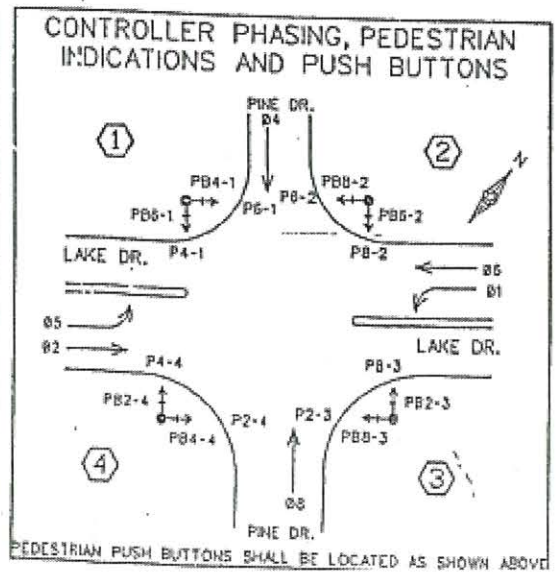 CONTROLLER PHASING, PEDESTRIAN
INDICATIONS AND PUSH BUTTONS
PINE DR.
Ø4
1
2
N
PB4-1
PB6-1
P6-1
P6-2
PB8-2
PB6-2
P4-1
P8-2
LAKE DR.
Ø6
Ø1
Ø5
Ø2
LAKE DR.
P4-4
P8-3
PB2-4
PB4-4
P2-4
P2-3
PB8-3
PB2-3
4
3
Ø8
PINE DR.
PEDESTRIAN PUSH BUTTONS SHALL BE LOCATED AS SHOWN ABOVE